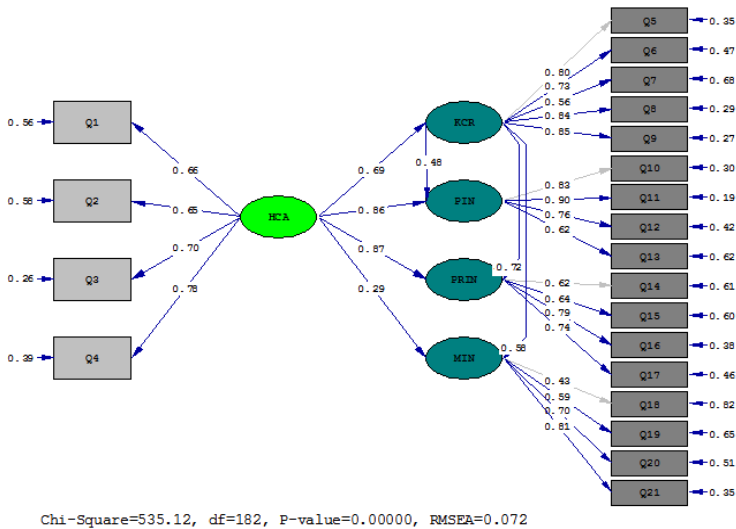 Q5 0.35
Q6 0.47
Q7 0.68
Q8 0.29
Q9 0.27
Q10 0.30
Q11 0.19
Q12 0.42
Q13 0.62
Q14 0.61
Q15 0.60
Q16 0.38
Q17 0.46
Q18 0.82
Q19 0.65
Q20 0.51
Q21 0.35
0.56 Q1
0.58 Q2
0.26 Q3
0.39 Q4
0.66
0.65
0.70
0.78
HCA
0.69
0.86
0.87
0.29
KCR
0.48
PIN
PRIN
MIN
0.72
0.58
0.80
0.73
0.56
0.84
0.85
0.83
0.90
0.76
0.62
0.62
0.64
0.79
0.74
0.43
0.59
0.70
0.81
Chi-Square=535.12, df=182, P-value=0.00000, RMSEA=0.072